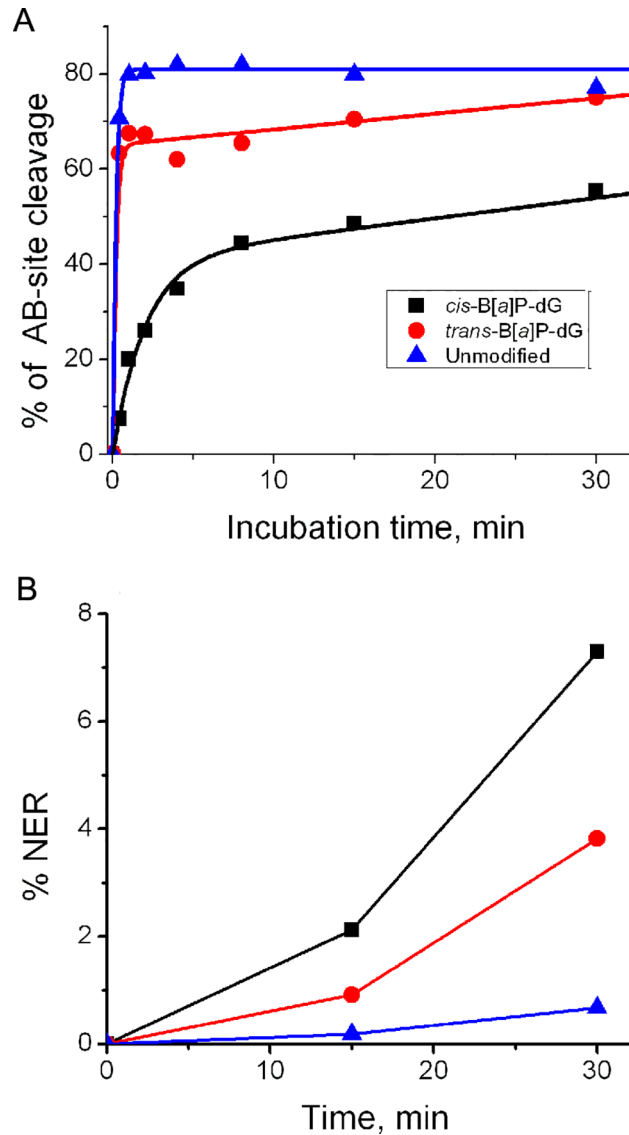 A
% of AB-site cleavage
80
60
40
20
0
cis-B[a]P-dG
trans-B[a]P-dG
Unmodified
0
10
20
30
Incubation time, min
B
% NER
8
6
4
2
0
0
10
20
30
Time, min